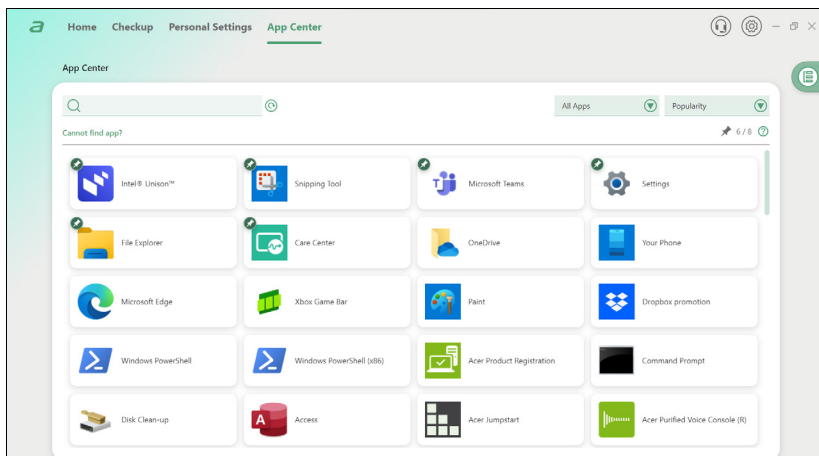 a Home Checkup Personal Settings App Center
App Center
All Apps Popularity
Cannot find app? 6 / 8
Intel® Unison™ Snipping Tool Microsoft Teams Settings
File Explorer Care Center OneDrive Your Phone
Microsoft Edge Xbox Game Bar Paint Dropbox promotion
Windows PowerShell Windows PowerShell (x86) Acer Product Registration Command Prompt
Disk Clean-up Access Acer Jumpstart Acer Purified Voice Console (R)